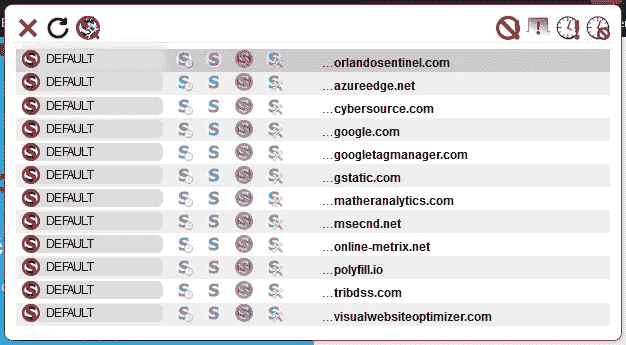 DEFAULT ...orlandosentinel.com
DEFAULT ...azureedge.net
DEFAULT ...cybersource.com
DEFAULT ...google.com
DEFAULT ...googletagmanager.com
DEFAULT ...gstatic.com
DEFAULT ...matheranalytics.com
DEFAULT ...msecnd.net
DEFAULT ...online-metrix.net
DEFAULT ...polyfill.io
DEFAULT ...tribdss.com
DEFAULT ...visualwebsiteoptimizer.com